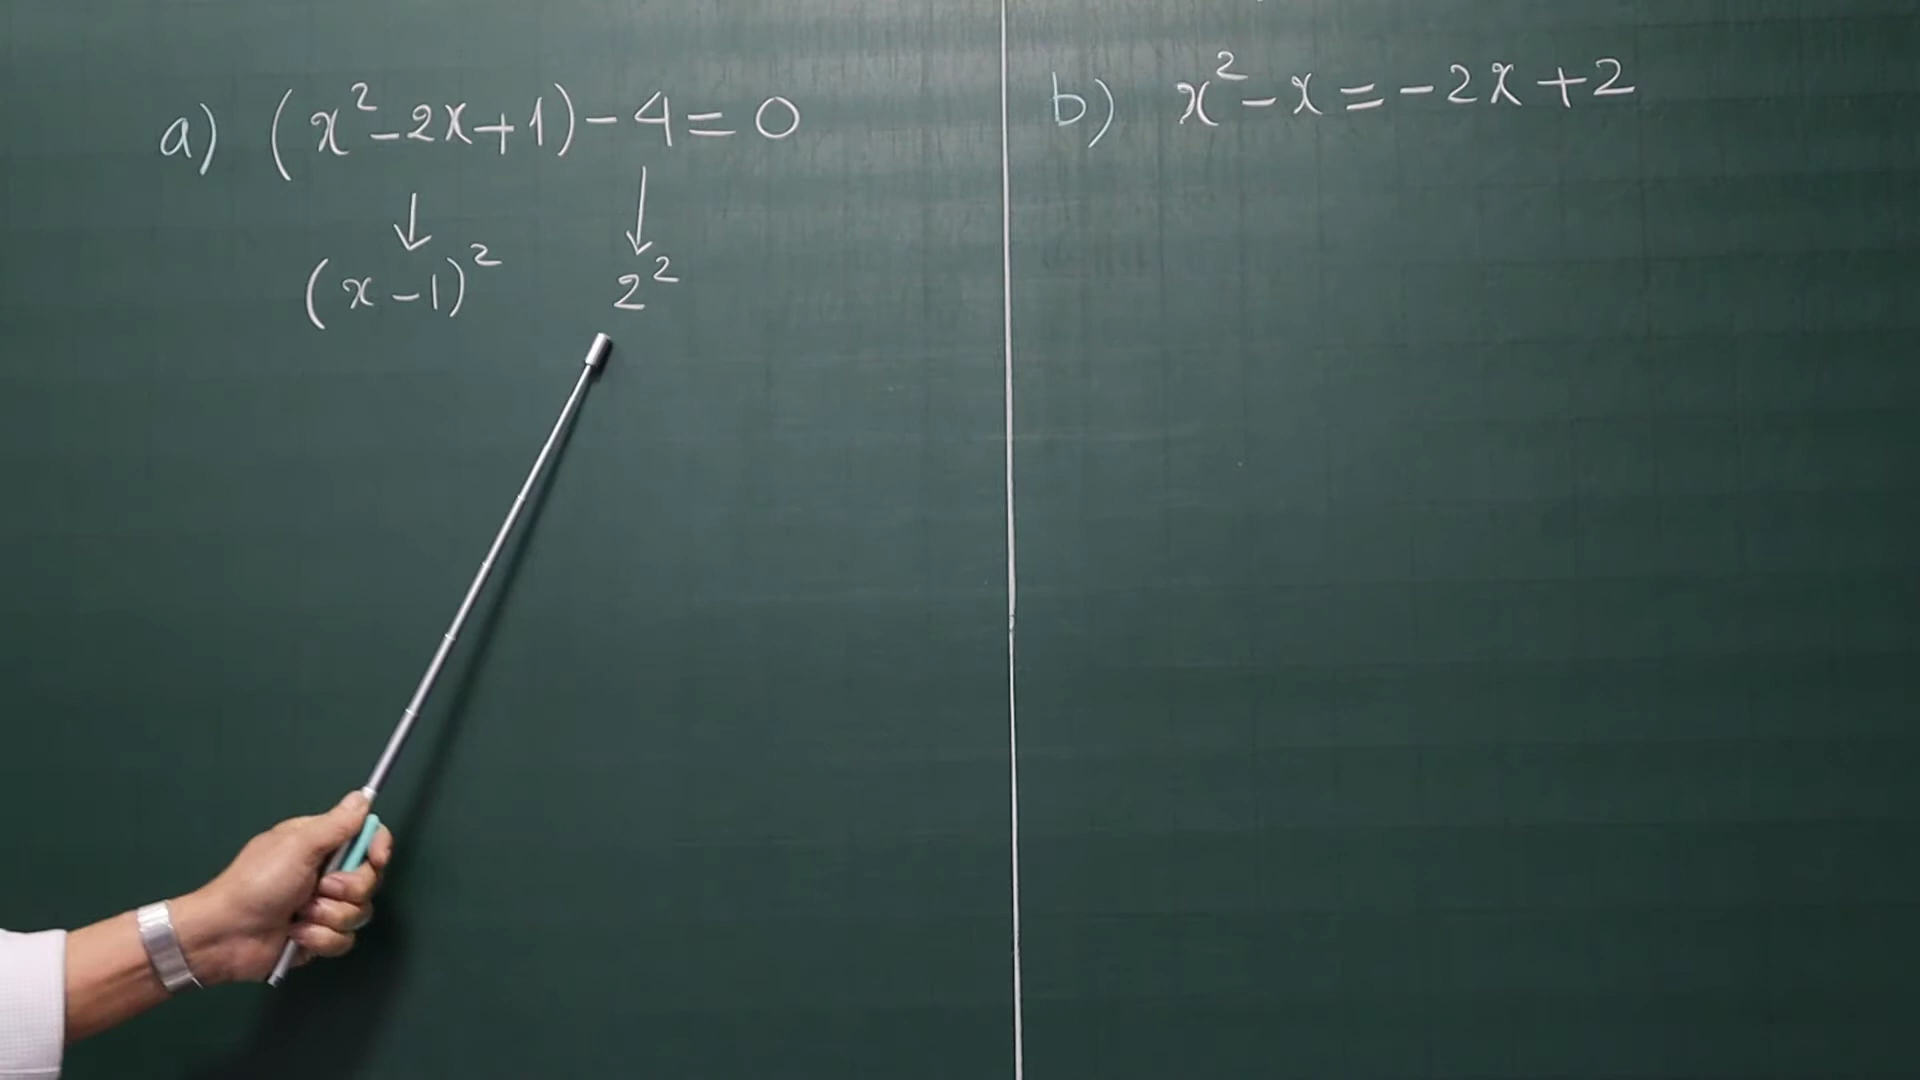 a) (x²-2x+1)-4=0
↓ ↓
(x-1)² 2²
b) x²-x=-2x+2